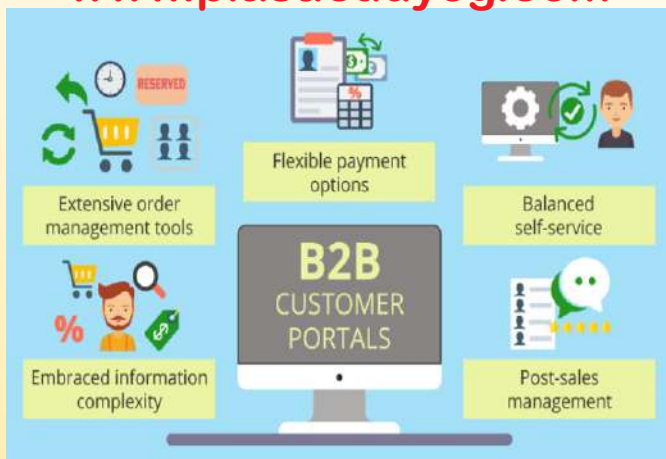 RESERVED
%
Flexible payment
options
Extensive order
management tools
Balanced
self-service
B2B
CUSTOMER
PORTALS
%
$
Embraced information
complexity
Post-sales
management